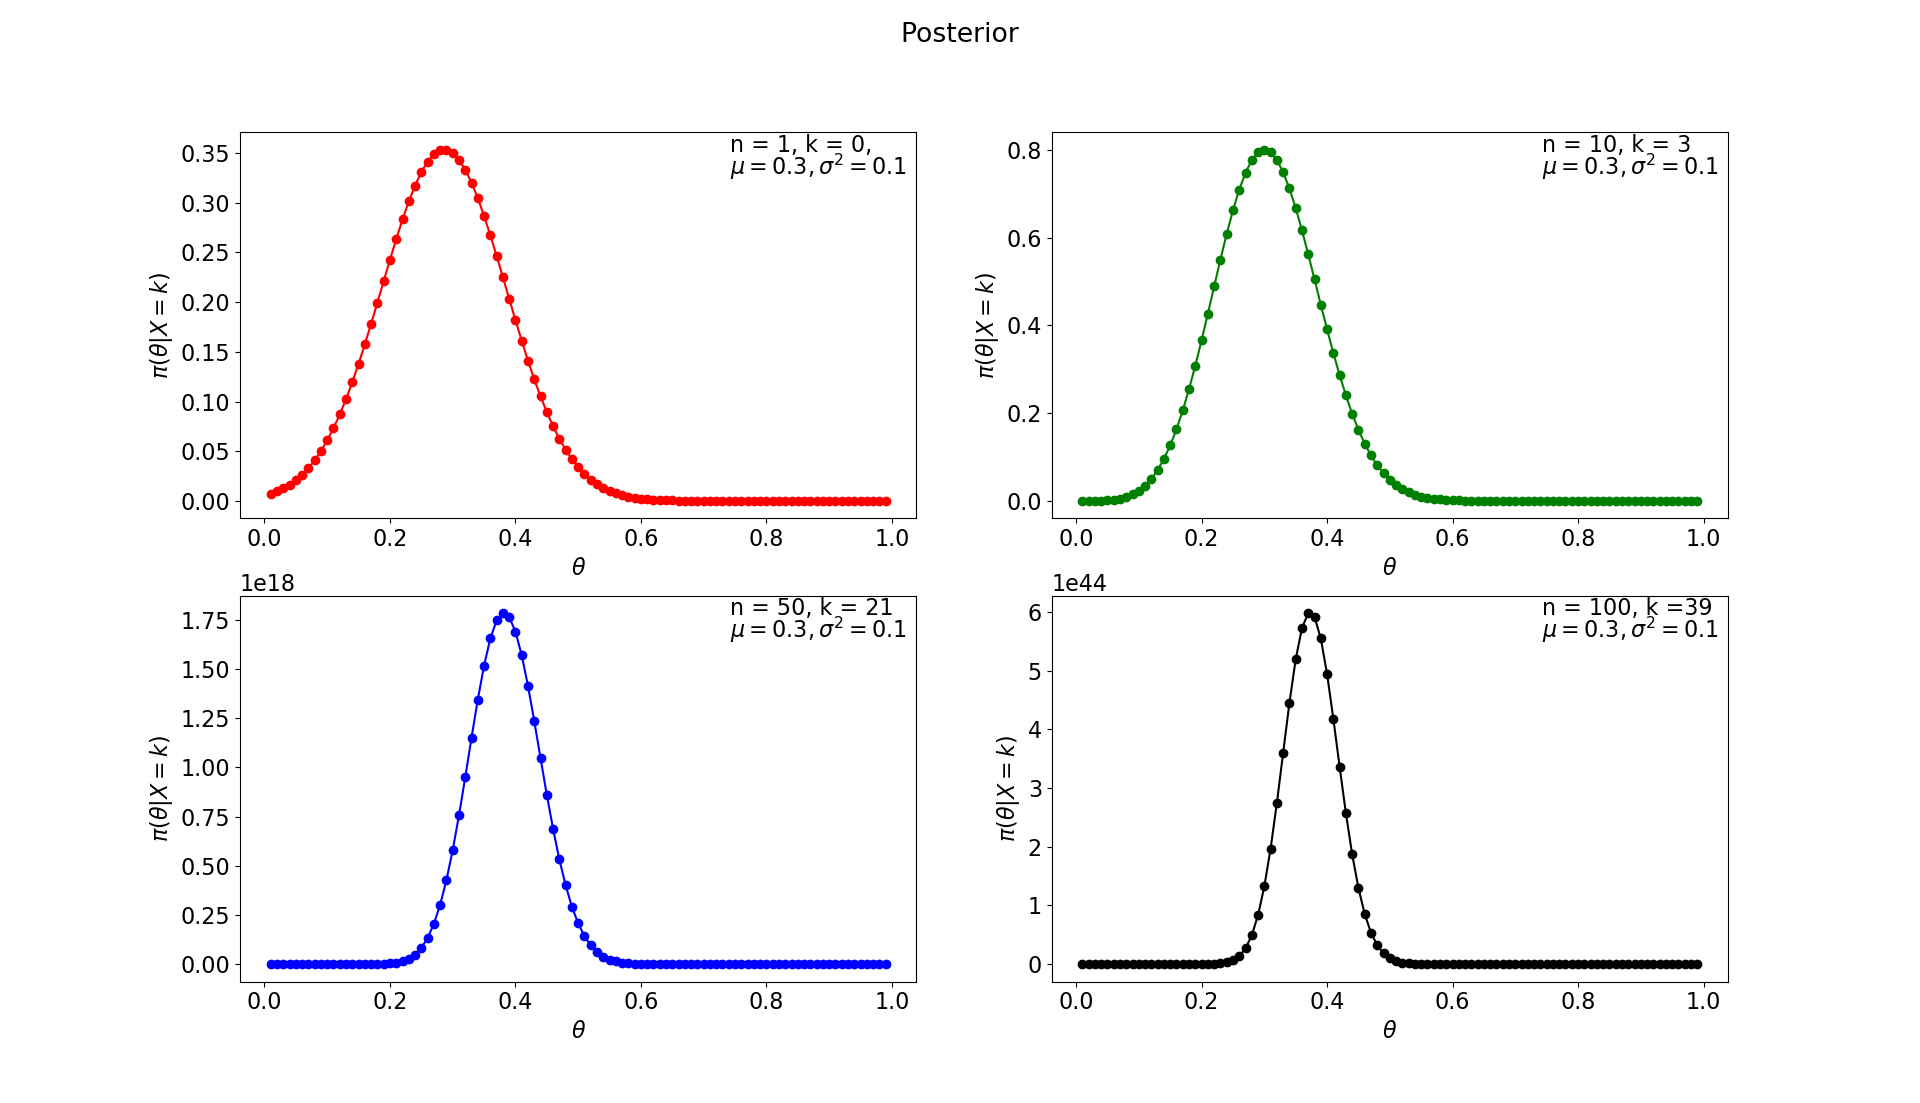 Posterior
n = 1, k = 0,
μ = 0.3, σ² = 0.1
0.35
0.30
0.25
0.20
0.15
0.10
0.05
0.00
π(θ|X = k)
0.0 0.2 0.4 0.6 0.8 1.0
θ
n = 10, k = 3
μ = 0.3, σ² = 0.1
0.8
0.6
0.4
0.2
0.0
π(θ|X = k)
0.0 0.2 0.4 0.6 0.8 1.0
θ
1e18
n = 50, k = 21
μ = 0.3, σ² = 0.1
1.75
1.50
1.25
1.00
0.75
0.50
0.25
0.00
π(θ|X = k)
0.0 0.2 0.4 0.6 0.8 1.0
θ
1e44
n = 100, k =39
μ = 0.3, σ² = 0.1
6
5
4
3
2
1
0
π(θ|X = k)
0.0 0.2 0.4 0.6 0.8 1.0
θ